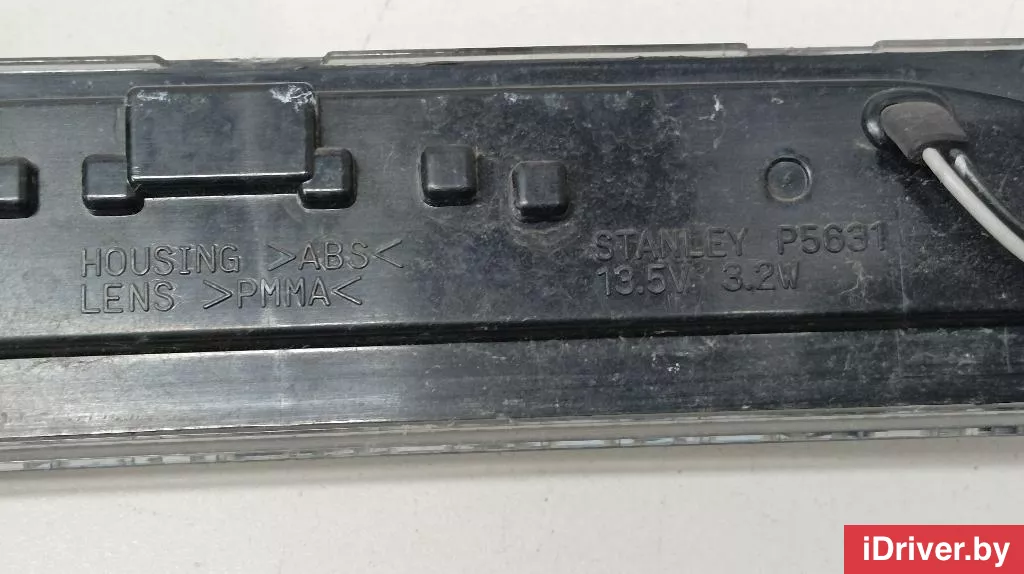 HOUSING >ABS<
LENS >PMMA<
STANLEY P5631
13.5V 3.2W
iDriver.by